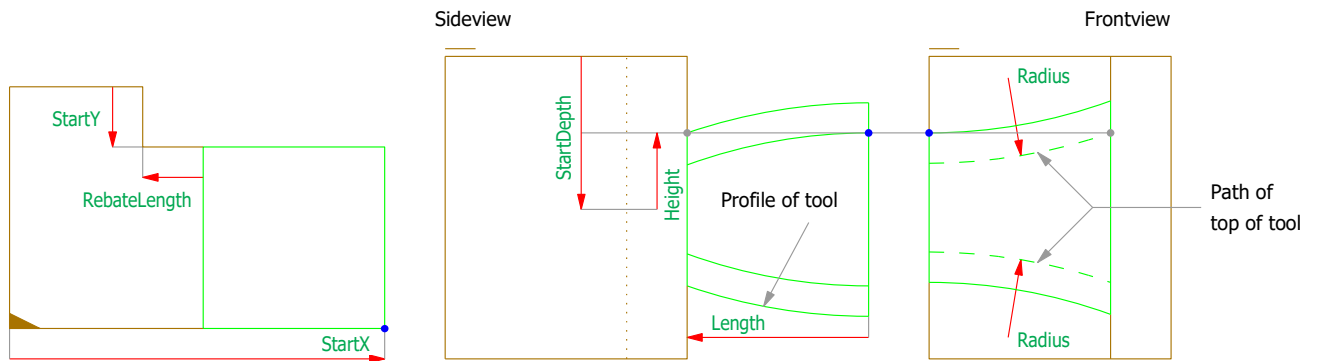 Sideview
Frontview
Radius
StartY
StartDepth
Height
RebateLength
Profile of tool
Path of
top of tool
Length
StartX
Radius